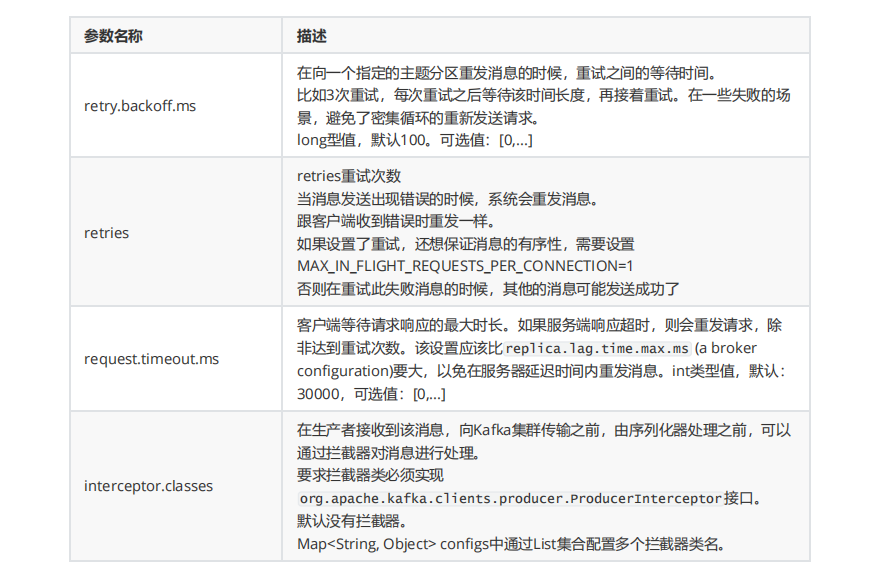 参数名称
描述
retry.backoff.ms
在向一个指定的主题分区重发消息的时候，重试之间的等待时间。
比如3次重试，每次重试之后等待该时间长度，再接着重试。在一些失败的场
景，避免了密集循环的重新发送请求。
long型值，默认100。可选值：[0,...]
retries
retries重试次数
当消息发送出现错误的时候，系统会重发消息。
跟客户端收到错误时重发一样。
如果设置了重试，还想保证消息的有序性，需要设置
MAX_IN_FLIGHT_REQUESTS_PER_CONNECTION=1
否则在重试此失败消息的时候，其他的消息可能发送成功了
request.timeout.ms
客户端等待请求响应的最大时长。如果服务端响应超时，则会重发请求，除
非达到重试次数。该设置应该比replica.lag.time.max.ms (a broker
configuration)要大，以免在服务器延迟时间内重发消息。int类型值，默认：
30000，可选值：[0,...]
interceptor.classes
在生产者接收到该消息，向Kafka集群传输之前，由序列化器处理之前，可以
通过拦截器对消息进行处理。
要求拦截器类必须实现
org.apache.kafka.clients.producer.ProducerInterceptor接口。
默认没有拦截器。
Map<String, Object> configs中通过List集合配置多个拦截器类名。